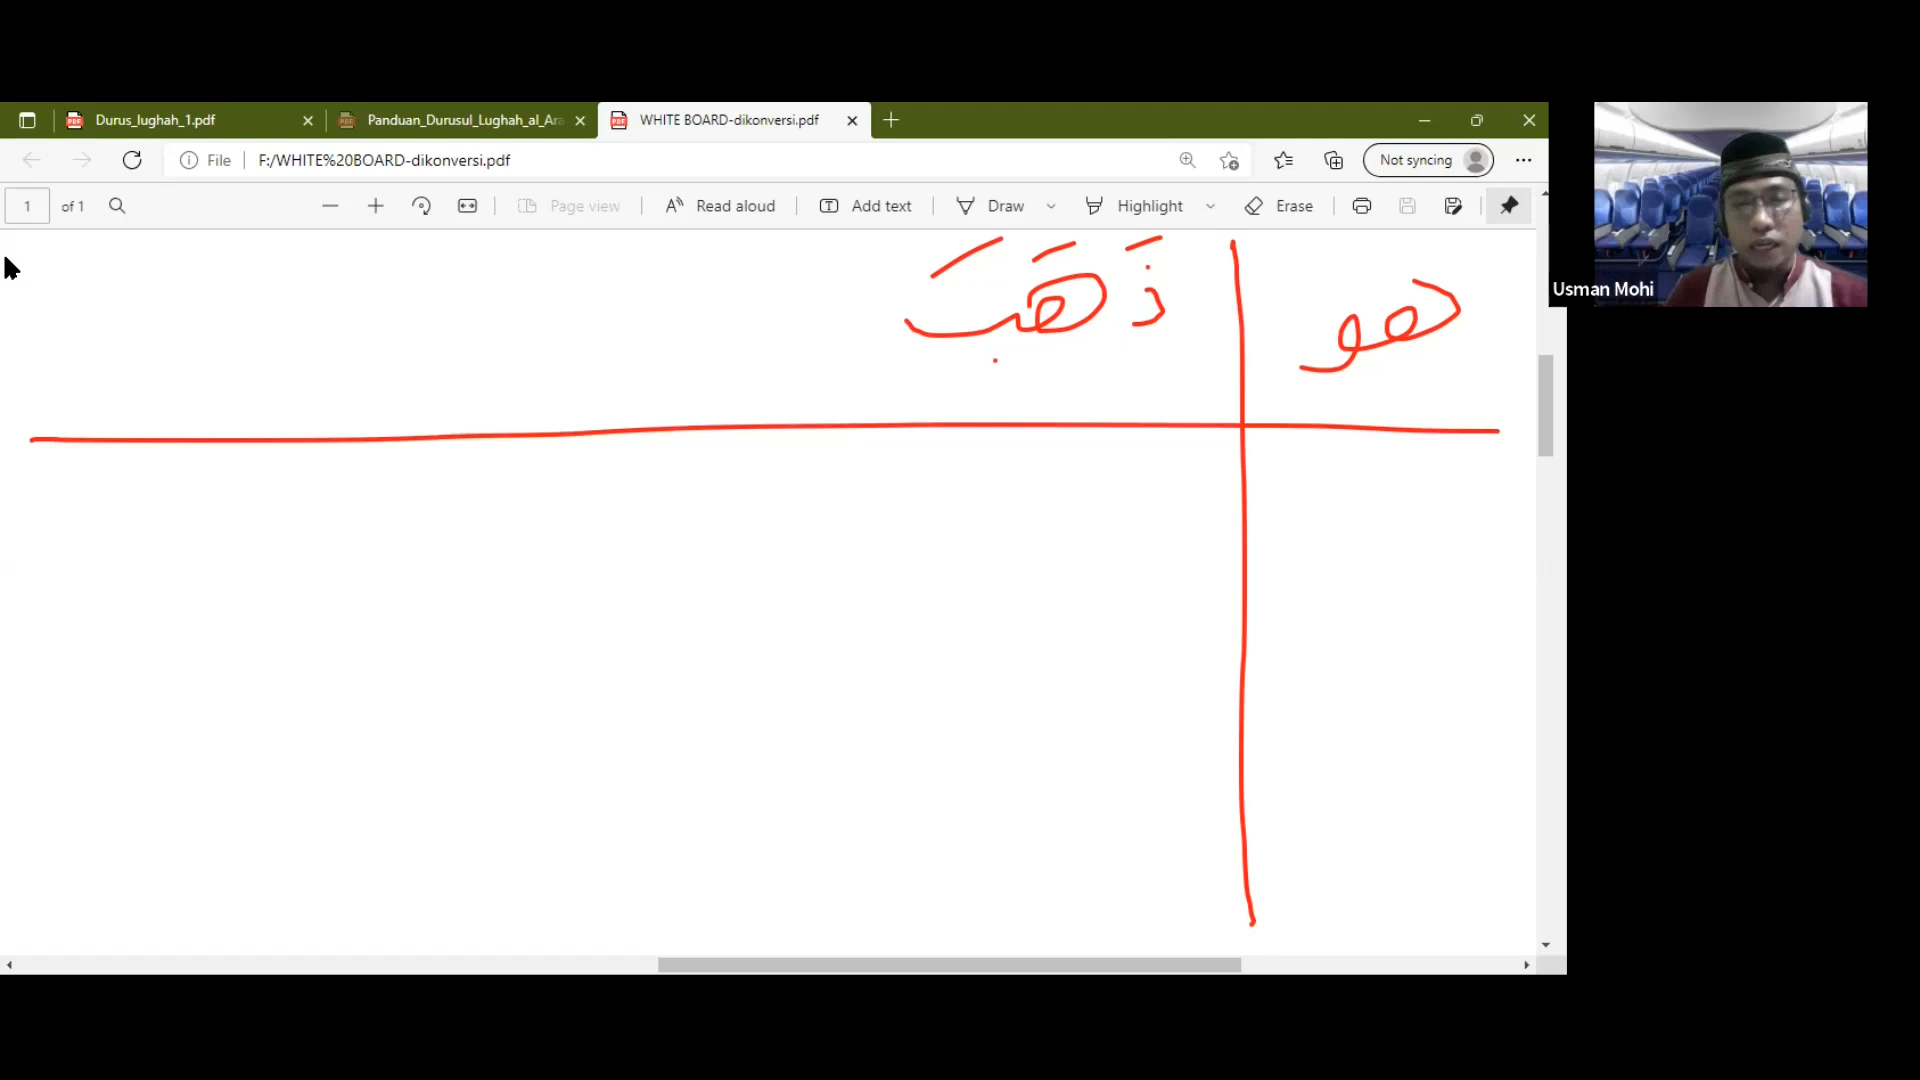 Durus_lughah_1.pdf
Panduan_Durusul_Lughah_al_Ara
WHITE BOARD-dikonversi.pdf
File
F:/WHITE%20BOARD-dikonversi.pdf
Not syncing
1
of 1
Page view
Read aloud
Add text
Draw
Highlight
Erase
هو
ذَهَبَ
Usman Mohi